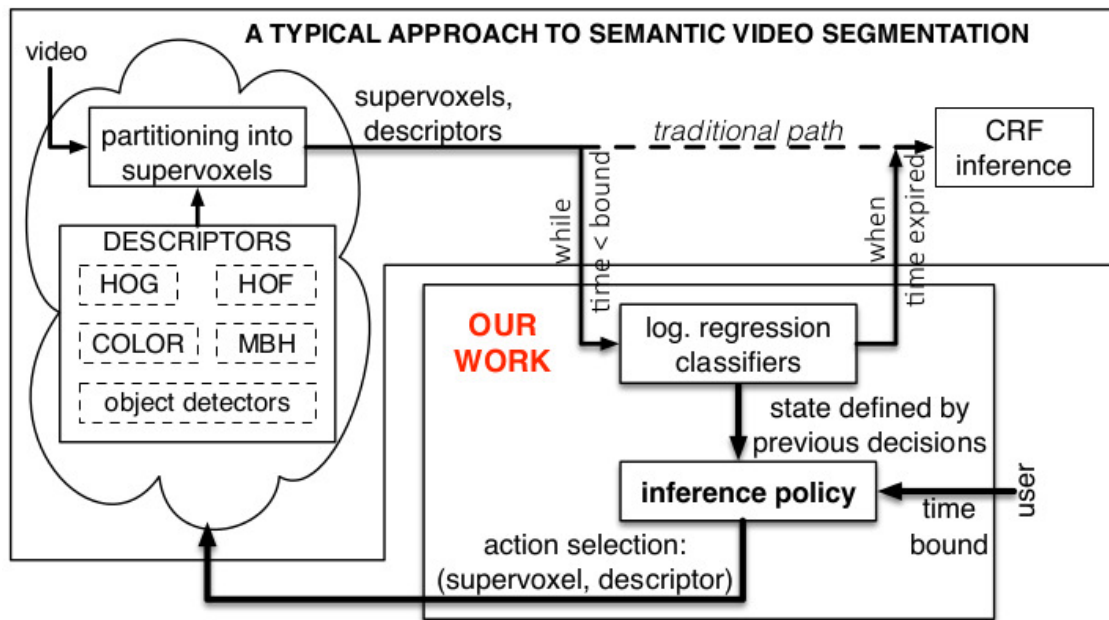 A TYPICAL APPROACH TO SEMANTIC VIDEO SEGMENTATION
video
partitioning into
supervoxels
supervoxels,
descriptors
traditional path
CRF
inference
while
time < bound
when
time expired
DESCRIPTORS
HOG
HOF
COLOR
MBH
object detectors
OUR
WORK
log. regression
classifiers
state defined by
previous decisions
inference policy
time
bound
user
action selection:
(supervoxel, descriptor)